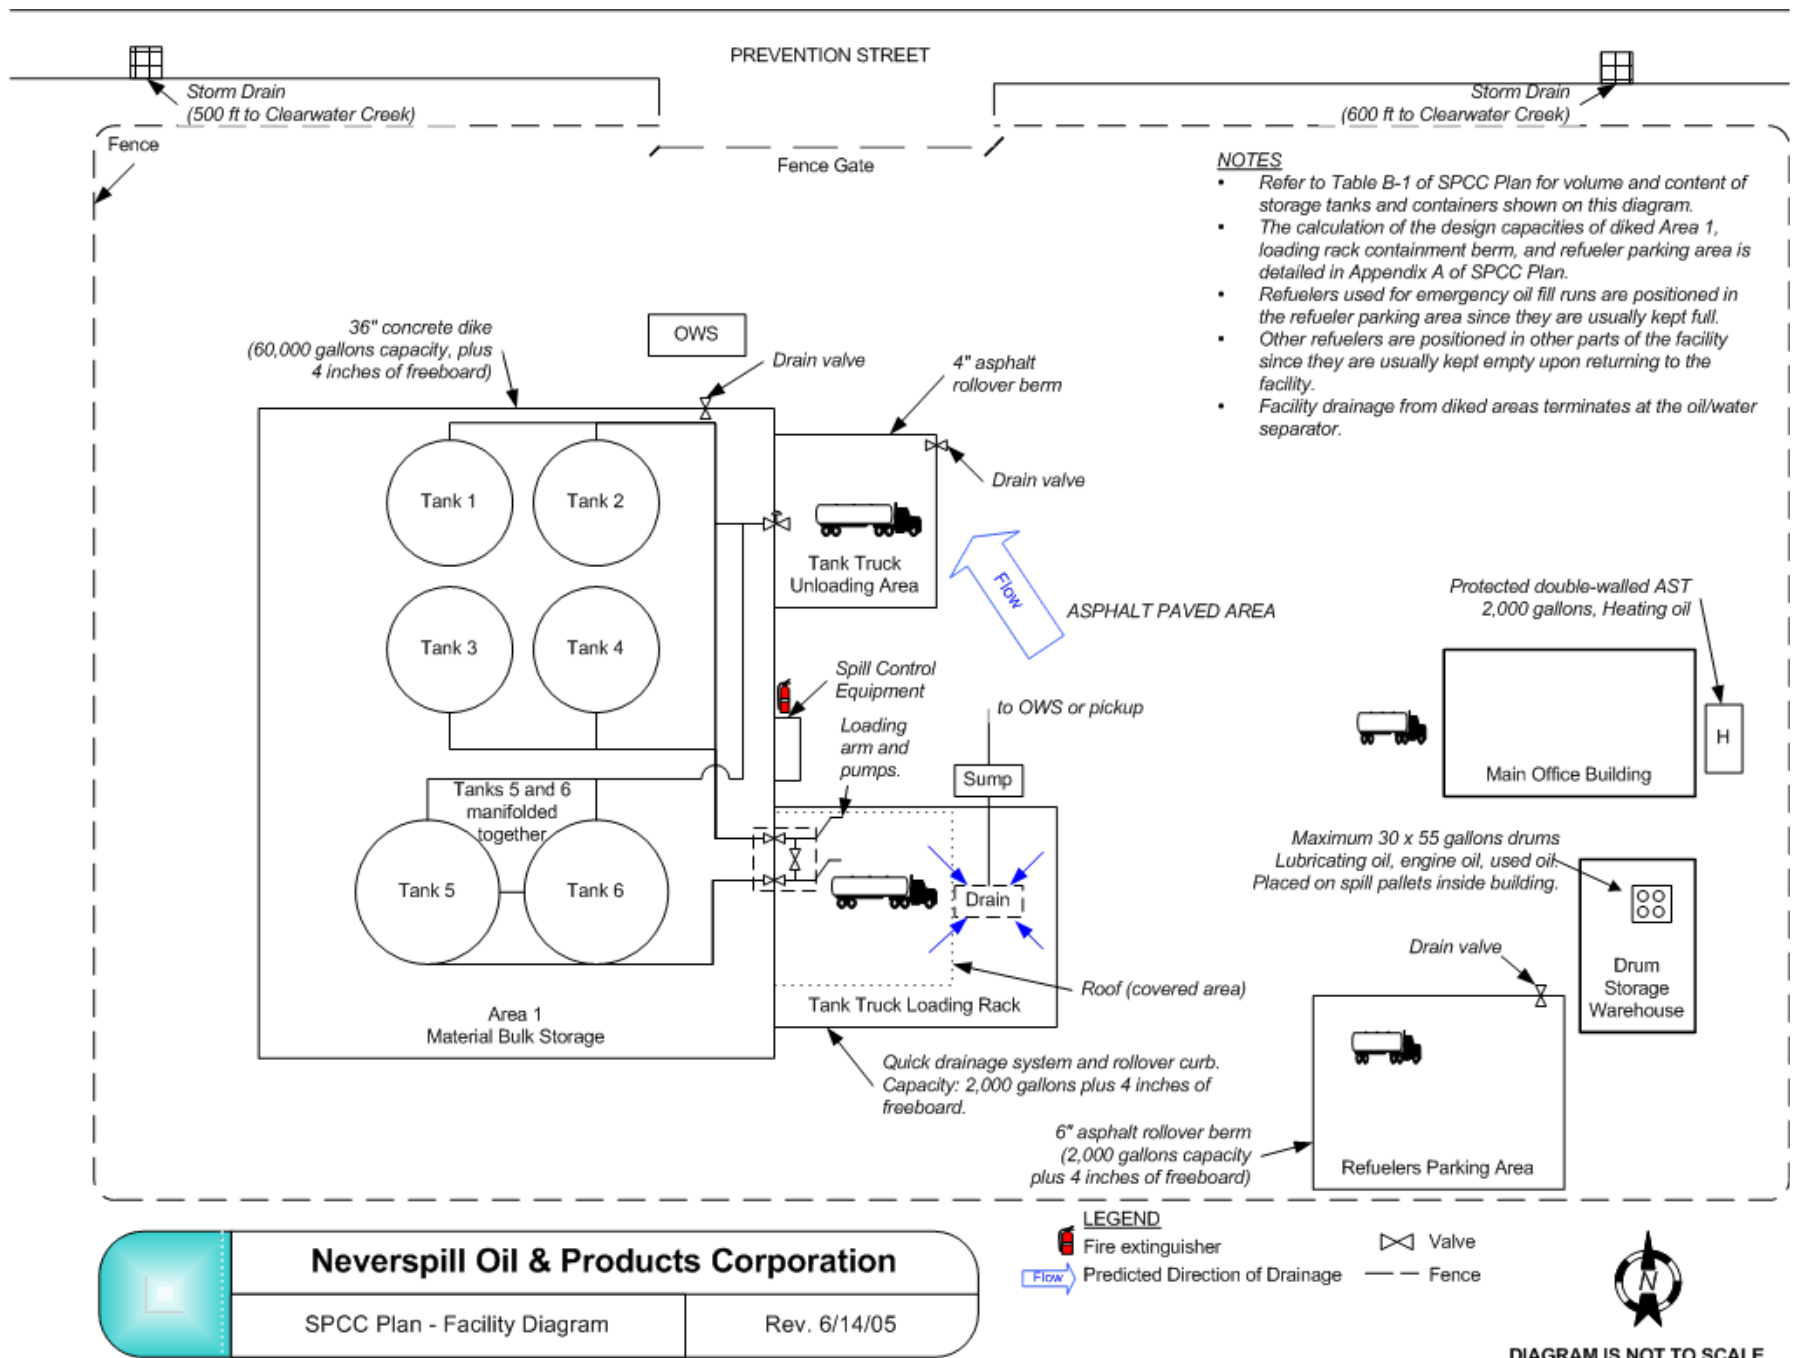 PREVENTION STREET
Storm Drain
(500 ft to Clearwater Creek)
Storm Drain
(600 ft to Clearwater Creek)
Fence
Fence Gate
NOTES
• Refer to Table B-1 of SPCC Plan for volume and content of
storage tanks and containers shown on this diagram.
• The calculation of the design capacities of diked Area 1,
loading rack containment berm, and refueler parking area is
detailed in Appendix A of SPCC Plan.
• Refuelers used for emergency oil fill runs are positioned in
the refueler parking area since they are usually kept full.
• Other refuelers are positioned in other parts of the facility
since they are usually kept empty upon returning to the
facility.
• Facility drainage from diked areas terminates at the oil/water
separator.
36" concrete dike
(60,000 gallons capacity, plus
4 inches of freeboard)
OWS
Drain valve
4" asphalt
rollover berm
Drain valve
Tank 1
Tank 2
Tank Truck
Unloading Area
Flow
ASPHALT PAVED AREA
Protected double-walled AST
2,000 gallons, Heating oil
Tank 3
Tank 4
Spill Control
Equipment
to OWS or pickup
Loading
arm and
pumps.
Sump
H
Main Office Building
Tanks 5 and 6
manifolded
together
Tank 5
Tank 6
Drain
Maximum 30 x 55 gallons drums
Lubricating oil, engine oil, used oil
Placed on spill pallets inside building.
Drain valve
Drum
Storage
Warehouse
Roof (covered area)
Tank Truck Loading Rack
Area 1
Material Bulk Storage
Quick drainage system and rollover curb.
Capacity: 2,000 gallons plus 4 inches of
freeboard.
6" asphalt rollover berm
(2,000 gallons capacity
plus 4 inches of freeboard)
Refuelers Parking Area
Neverspill Oil & Products Corporation
SPCC Plan - Facility Diagram
Rev. 6/14/05
LEGEND
Fire extinguisher
Flow
Predicted Direction of Drainage
Valve
Fence
N
DIAGRAM IS NOT TO SCALE